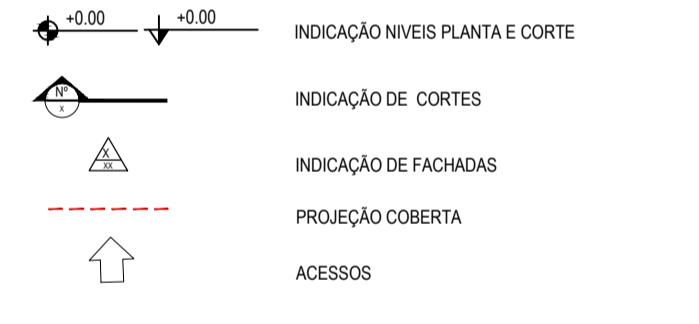 +0.00 +0.00 INDICAÇÃO NIVEIS PLANTA E CORTE
Nº
x
INDICAÇÃO DE CORTES
X
XX
INDICAÇÃO DE FACHADAS
PROJEÇÃO COBERTA
ACESSOS